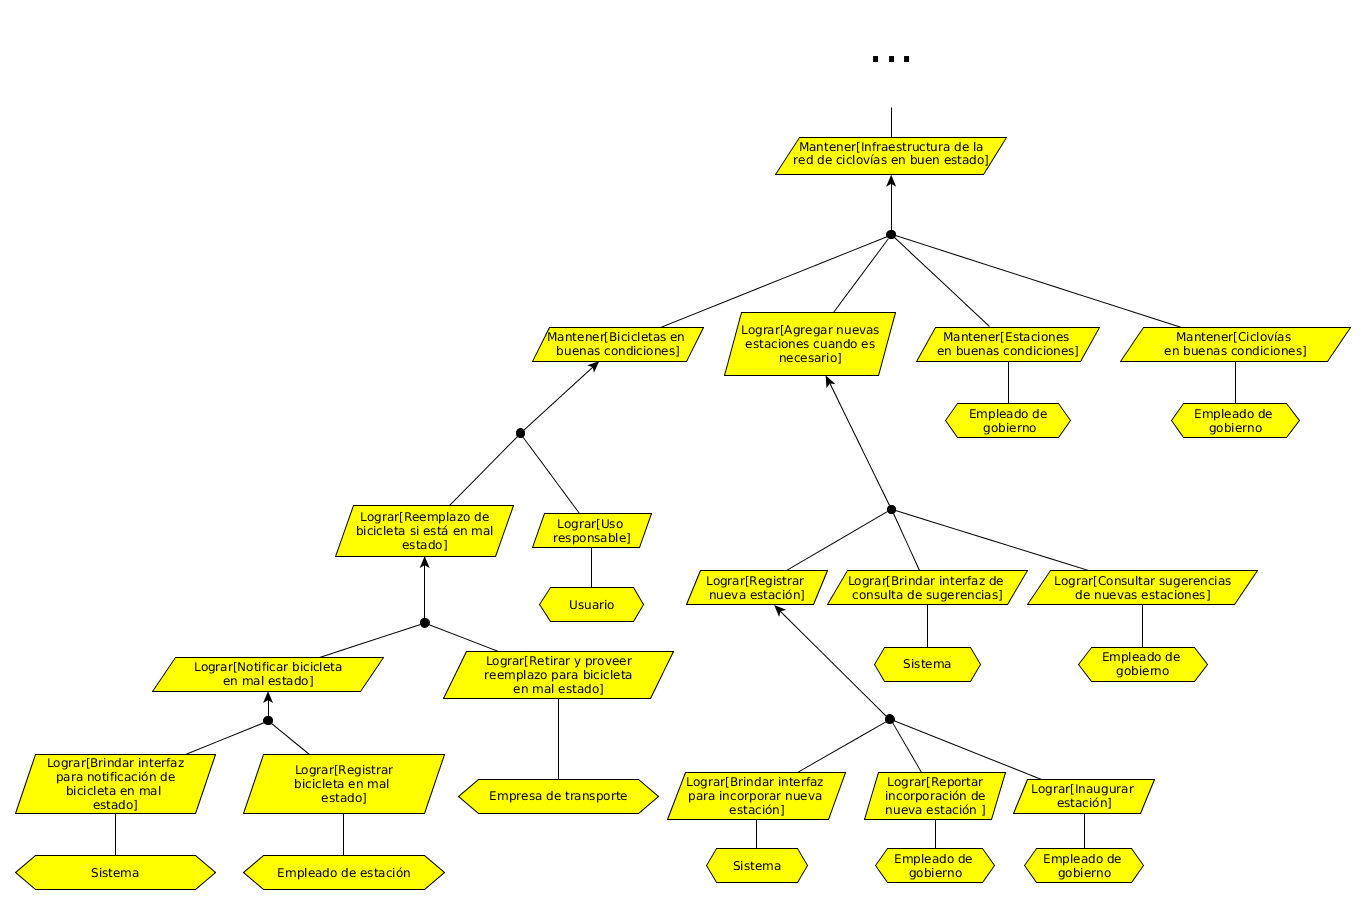 ...
Mantener[Infraestructura de la
red de ciclovías en buen estado]
Mantener[Bicicletas en
buenas condiciones]
Lograr[Agregar nuevas
estaciones cuando es
necesario]
Mantener[Estaciones
en buenas condiciones]
Mantener[Ciclovías
en buenas condiciones]
Empleado de
gobierno
Empleado de
gobierno
Lograr[Reemplazo de
bicicleta si está en mal
estado]
Lograr[Uso
responsable]
Usuario
Lograr[Registrar
nueva estación]
Lograr[Brindar interfaz de
consulta de sugerencias]
Lograr[Consultar sugerencias
de nuevas estaciones]
Sistema
Empleado de
gobierno
Lograr[Notificar bicicleta
en mal estado]
Lograr[Retirar y proveer
reemplazo para bicicleta
en mal estado]
Lograr[Brindar interfaz
para notificación de
bicicleta en mal
estado]
Lograr[Registrar
bicicleta en mal
estado]
Empresa de transporte
Lograr[Brindar interfaz
para incorporar nueva
estación]
Lograr[Reportar
incorporación de
nueva estación ]
Lograr[Inaugurar
estación]
Sistema
Empleado de estación
Sistema
Empleado de
gobierno
Empleado de
gobierno